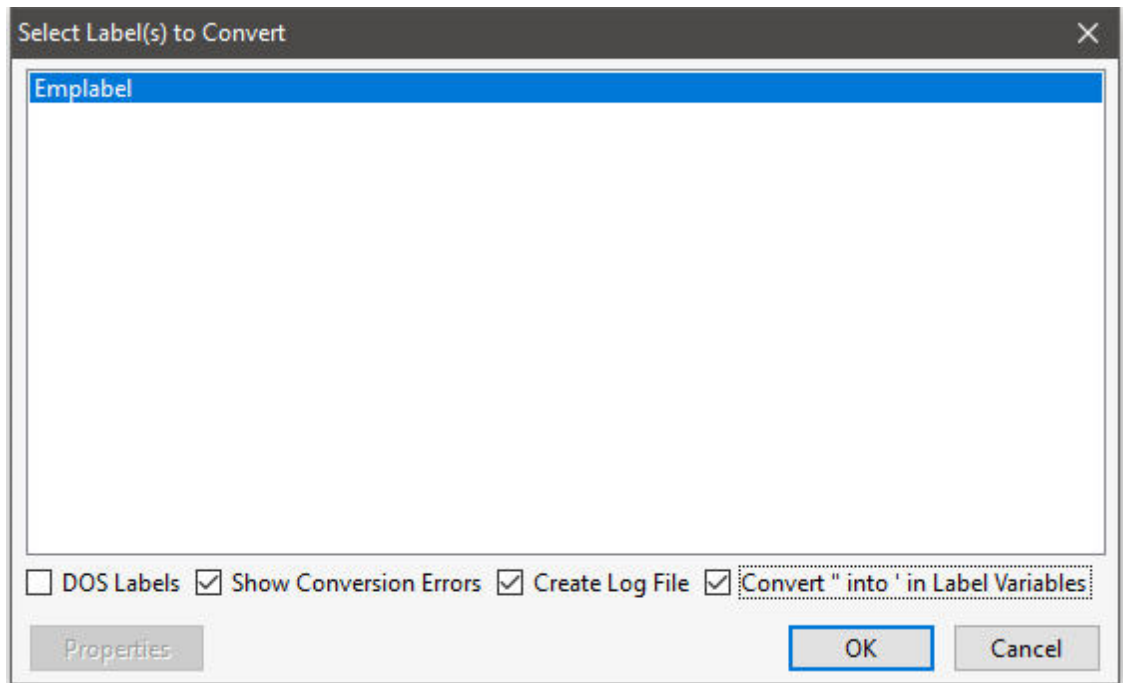 Select Label(s) to Convert
Emplabel
DOS Labels Show Conversion Errors Create Log File Convert " into ' in Label Variables
Properties OK Cancel